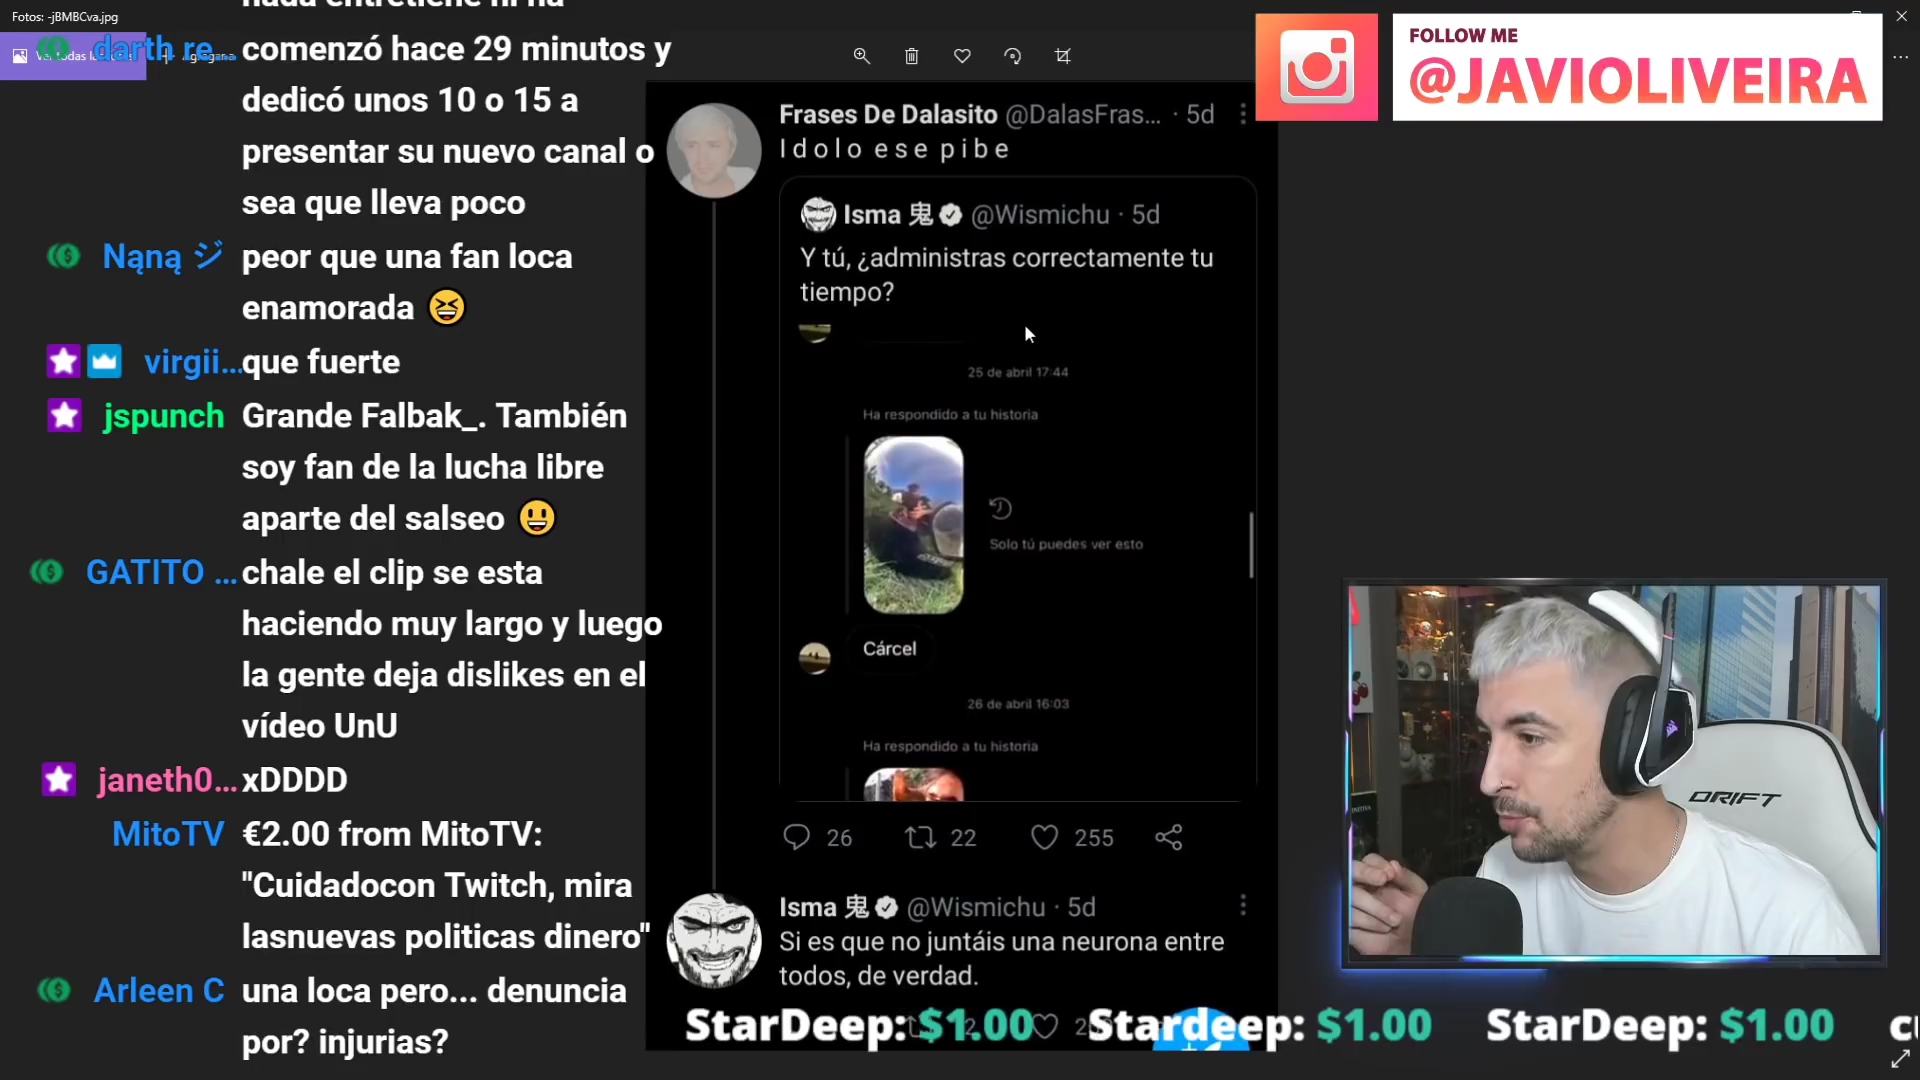 Fotos: -jBMBCva.jpg
nada entretiene ni ha
darth re... comenzó hace 29 minutos y
dedicó unos 10 o 15 a
presentar su nuevo canal o
sea que lleva poco
Nąną ジ peor que una fan loca
enamorada 😆
virgii... que fuerte
jspunch Grande Falbak_. También
soy fan de la lucha libre
aparte del salseo 😃
GATITO ... chale el clip se esta
haciendo muy largo y luego
la gente deja dislikes en el
vídeo UnU
janeth0... xDDDD
MitoTV €2.00 from MitoTV:
"Cuidadocon Twitch, mira
lasnuevas politicas dinero"
Arleen C una loca pero... denuncia
por? injurias?
Frases De Dalasito @DalasFras... · 5d
I d o l o e s e p i b e
Isma 鬼 @Wismichu · 5d
Y tú, ¿administras correctamente tu
tiempo?
25 de abril 17:44
Ha respondido a tu historia
Solo tú puedes ver esto
Cárcel
26 de abril 16:03
Ha respondido a tu historia
26 22 255
Isma 鬼 @Wismichu · 5d
Si es que no juntáis una neurona entre
todos, de verdad.
StarDeep: $1.00 Stardeep: $1.00 StarDeep: $1.00
FOLLOW ME
@JAVIOLIVEIRA
DRIFT